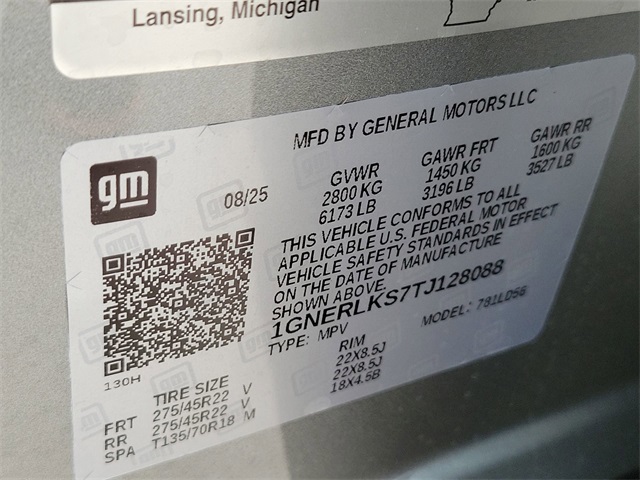 Lansing, Michigan
MFD BY GENERAL MOTORS LLC
gm
08/25
GVWR
2800 KG
6173 LB
GAWR FRT
1450 KG
3196 LB
GAWR RR
1600 KG
3527 LB
THIS VEHICLE CONFORMS TO ALL
APPLICABLE U.S. FEDERAL MOTOR
VEHICLE SAFETY STANDARDS IN EFFECT
ON THE DATE OF MANUFACTURE
SHOWN ABOVE.
1GNERLKS7TJ128088
TYPE: MPV
MODEL: 781LD56
130H
TIRE SIZE
RIM
FRT 275/45R22 V 22X8.5J
RR 275/45R22 V 22X8.5J
SPA T135/70R18 M 18X4.5B